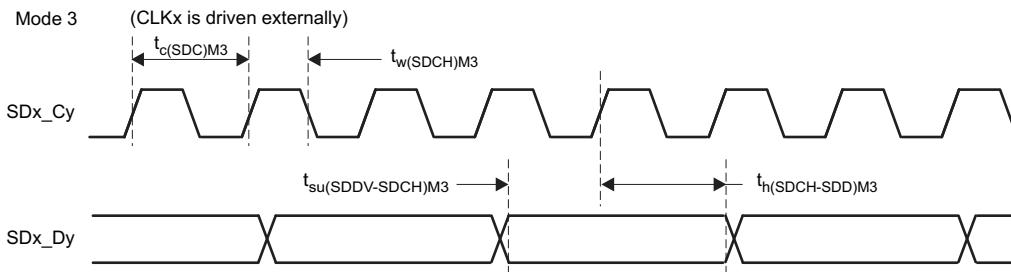 Mode 3 (CLKx is driven externally)
tc(SDC)M3
tw(SDCH)M3
SDx_Cy
tsu(SDDV-SDCH)M3
th(SDCH-SDD)M3
SDx_Dy